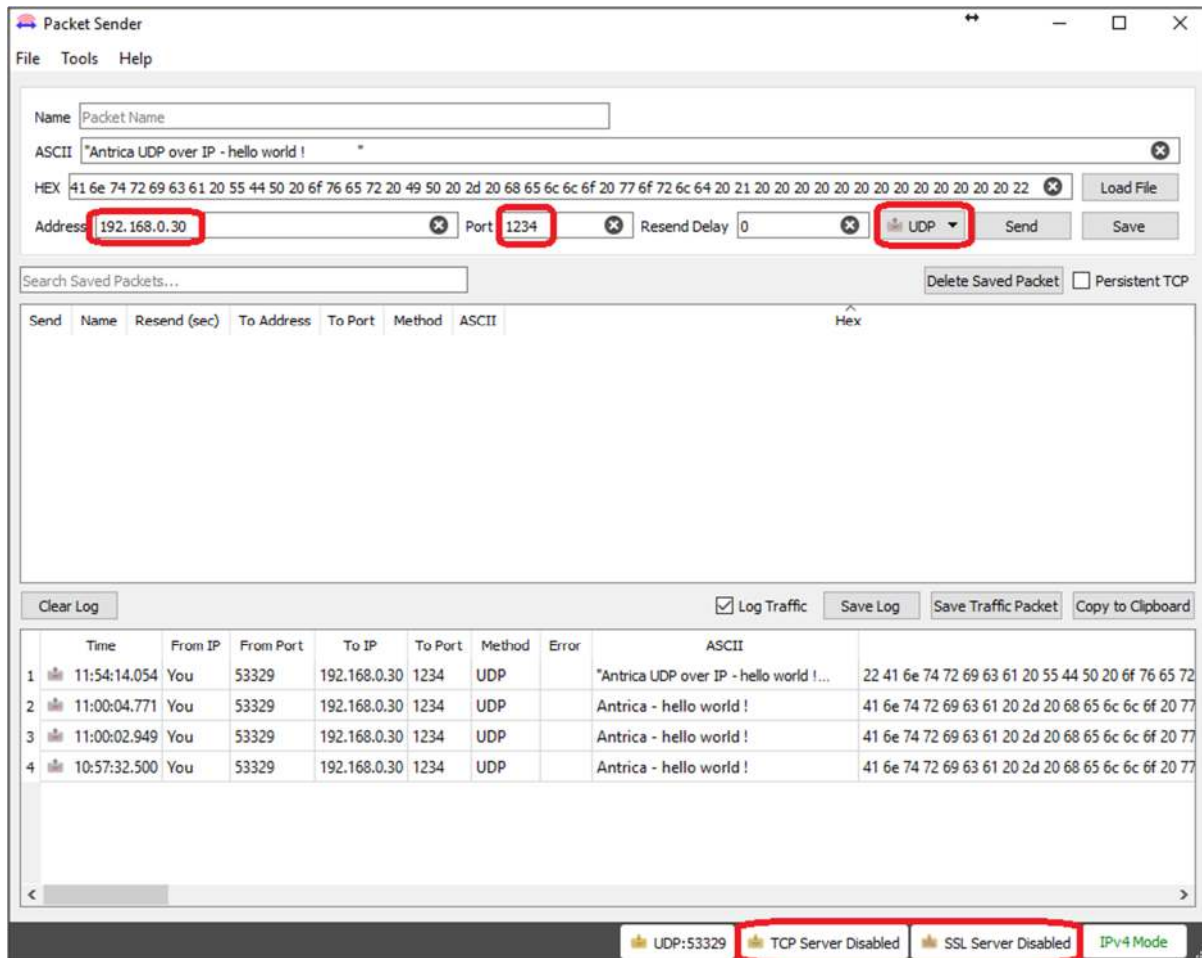 Packet Sender
File Tools Help
Name Packet Name
ASCII "Antrica UDP over IP - hello world ! "
HEX 41 6e 74 72 69 63 61 20 55 44 50 20 6f 76 65 72 20 49 50 20 2d 20 68 65 6c 6c 6f 20 77 6f 72 6c 64 20 21 20 20 20 20 20 20 20 20 20 20 20 20 20 22 Load File
Address 192.168.0.30 Port 1234 Resend Delay 0 UDP Send Save
Search Saved Packets... Delete Saved Packet Persistent TCP
Send Name Resend (sec) To Address To Port Method ASCII Hex
Clear Log Log Traffic Save Log Save Traffic Packet Copy to Clipboard
Time From IP From Port To IP To Port Method Error ASCII
1 11:54:14.054 You 53329 192.168.0.30 1234 UDP "Antrica UDP over IP - hello world !... 22 41 6e 74 72 69 63 61 20 55 44 50 20 6f 76 65 72
2 11:00:04.771 You 53329 192.168.0.30 1234 UDP Antrica - hello world ! 41 6e 74 72 69 63 61 20 2d 20 68 65 6c 6c 6f 20 77
3 11:00:02.949 You 53329 192.168.0.30 1234 UDP Antrica - hello world ! 41 6e 74 72 69 63 61 20 2d 20 68 65 6c 6c 6f 20 77
4 10:57:32.500 You 53329 192.168.0.30 1234 UDP Antrica - hello world ! 41 6e 74 72 69 63 61 20 2d 20 68 65 6c 6c 6f 20 77
UDP:53329 TCP Server Disabled SSL Server Disabled IPv4 Mode